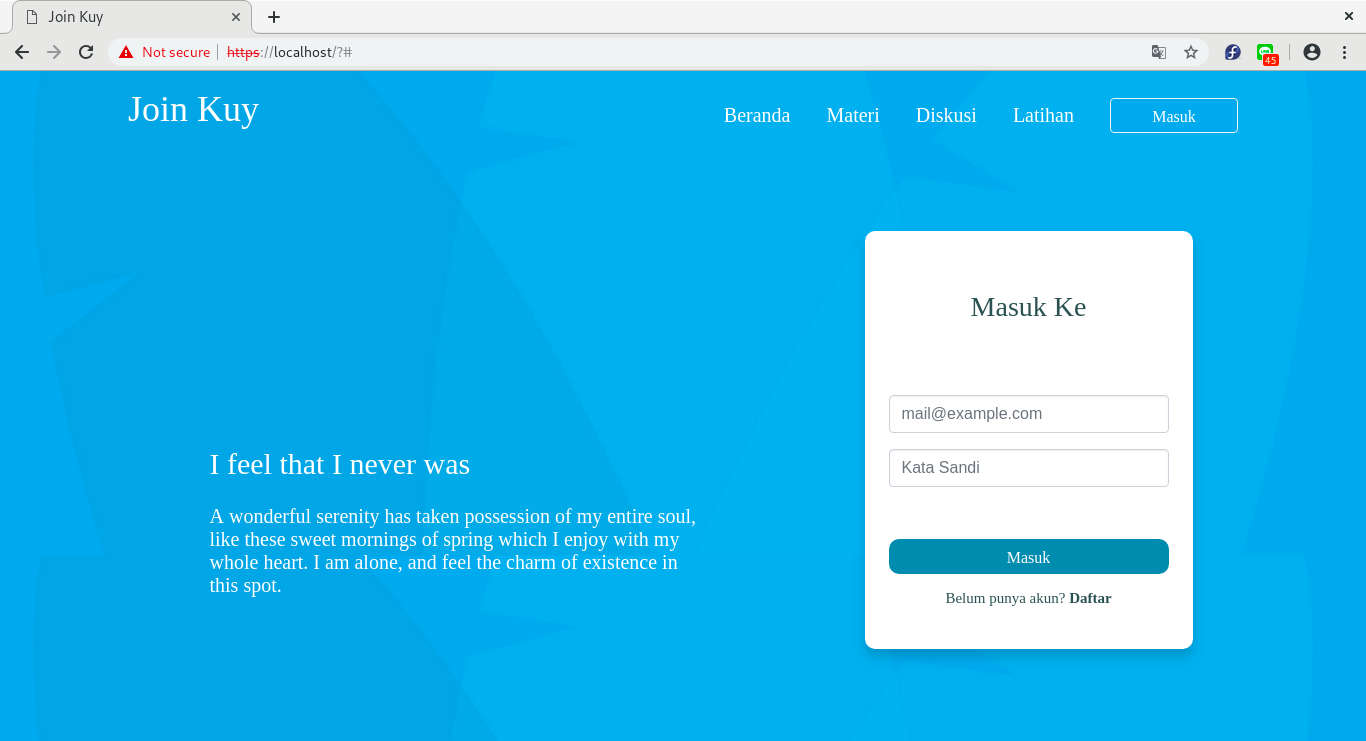 Join Kuy
Not secure https://localhost/?#
45
Join Kuy
Beranda Materi Diskusi Latihan Masuk
Masuk Ke
mail@example.com
Kata Sandi
Masuk
Belum punya akun? Daftar
I feel that I never was
A wonderful serenity has taken possession of my entire soul,
like these sweet mornings of spring which I enjoy with my
whole heart. I am alone, and feel the charm of existence in
this spot.